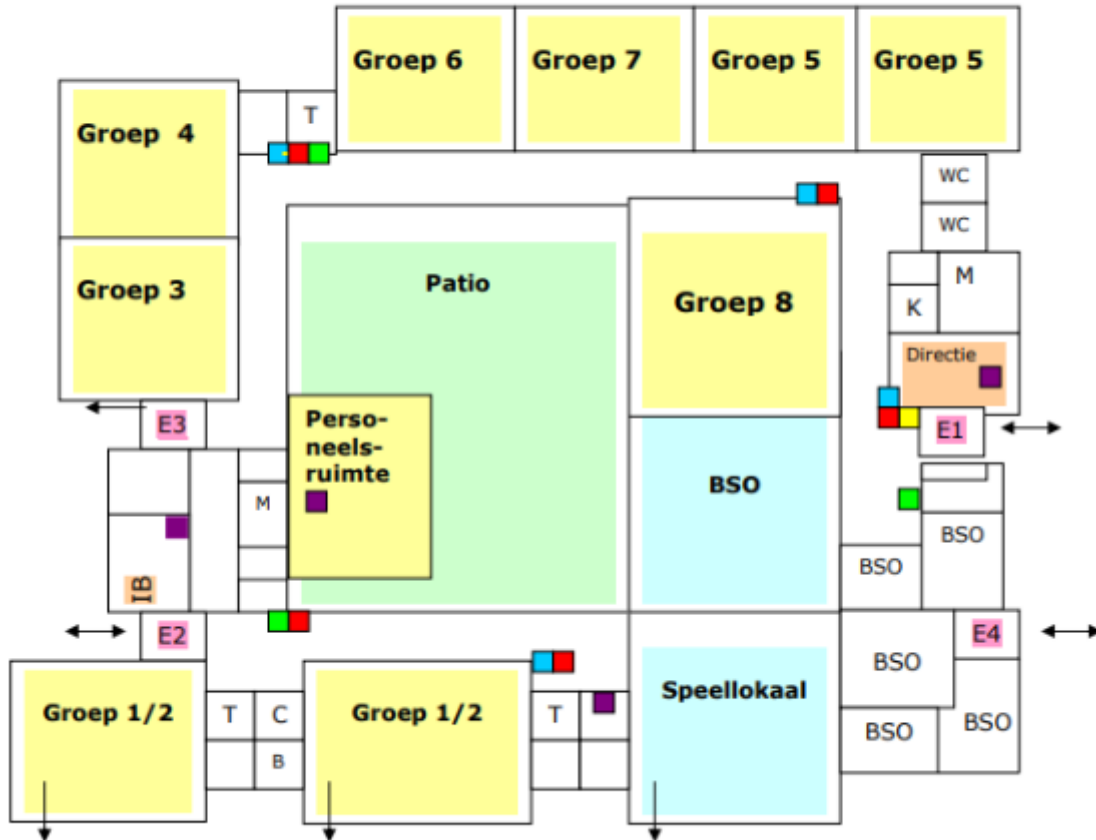 Groep 6
Groep 7
Groep 5
Groep 5
Groep 4
T
WC
WC
Groep 3
Patio
Groep 8
M
K
Directie
E3
Perso-
neels-
ruimte
E1
M
BSO
BSO
BSO
IB
E2
E4
BSO
Groep 1/2
T
C
Groep 1/2
T
Speellokaal
BSO
BSO
B